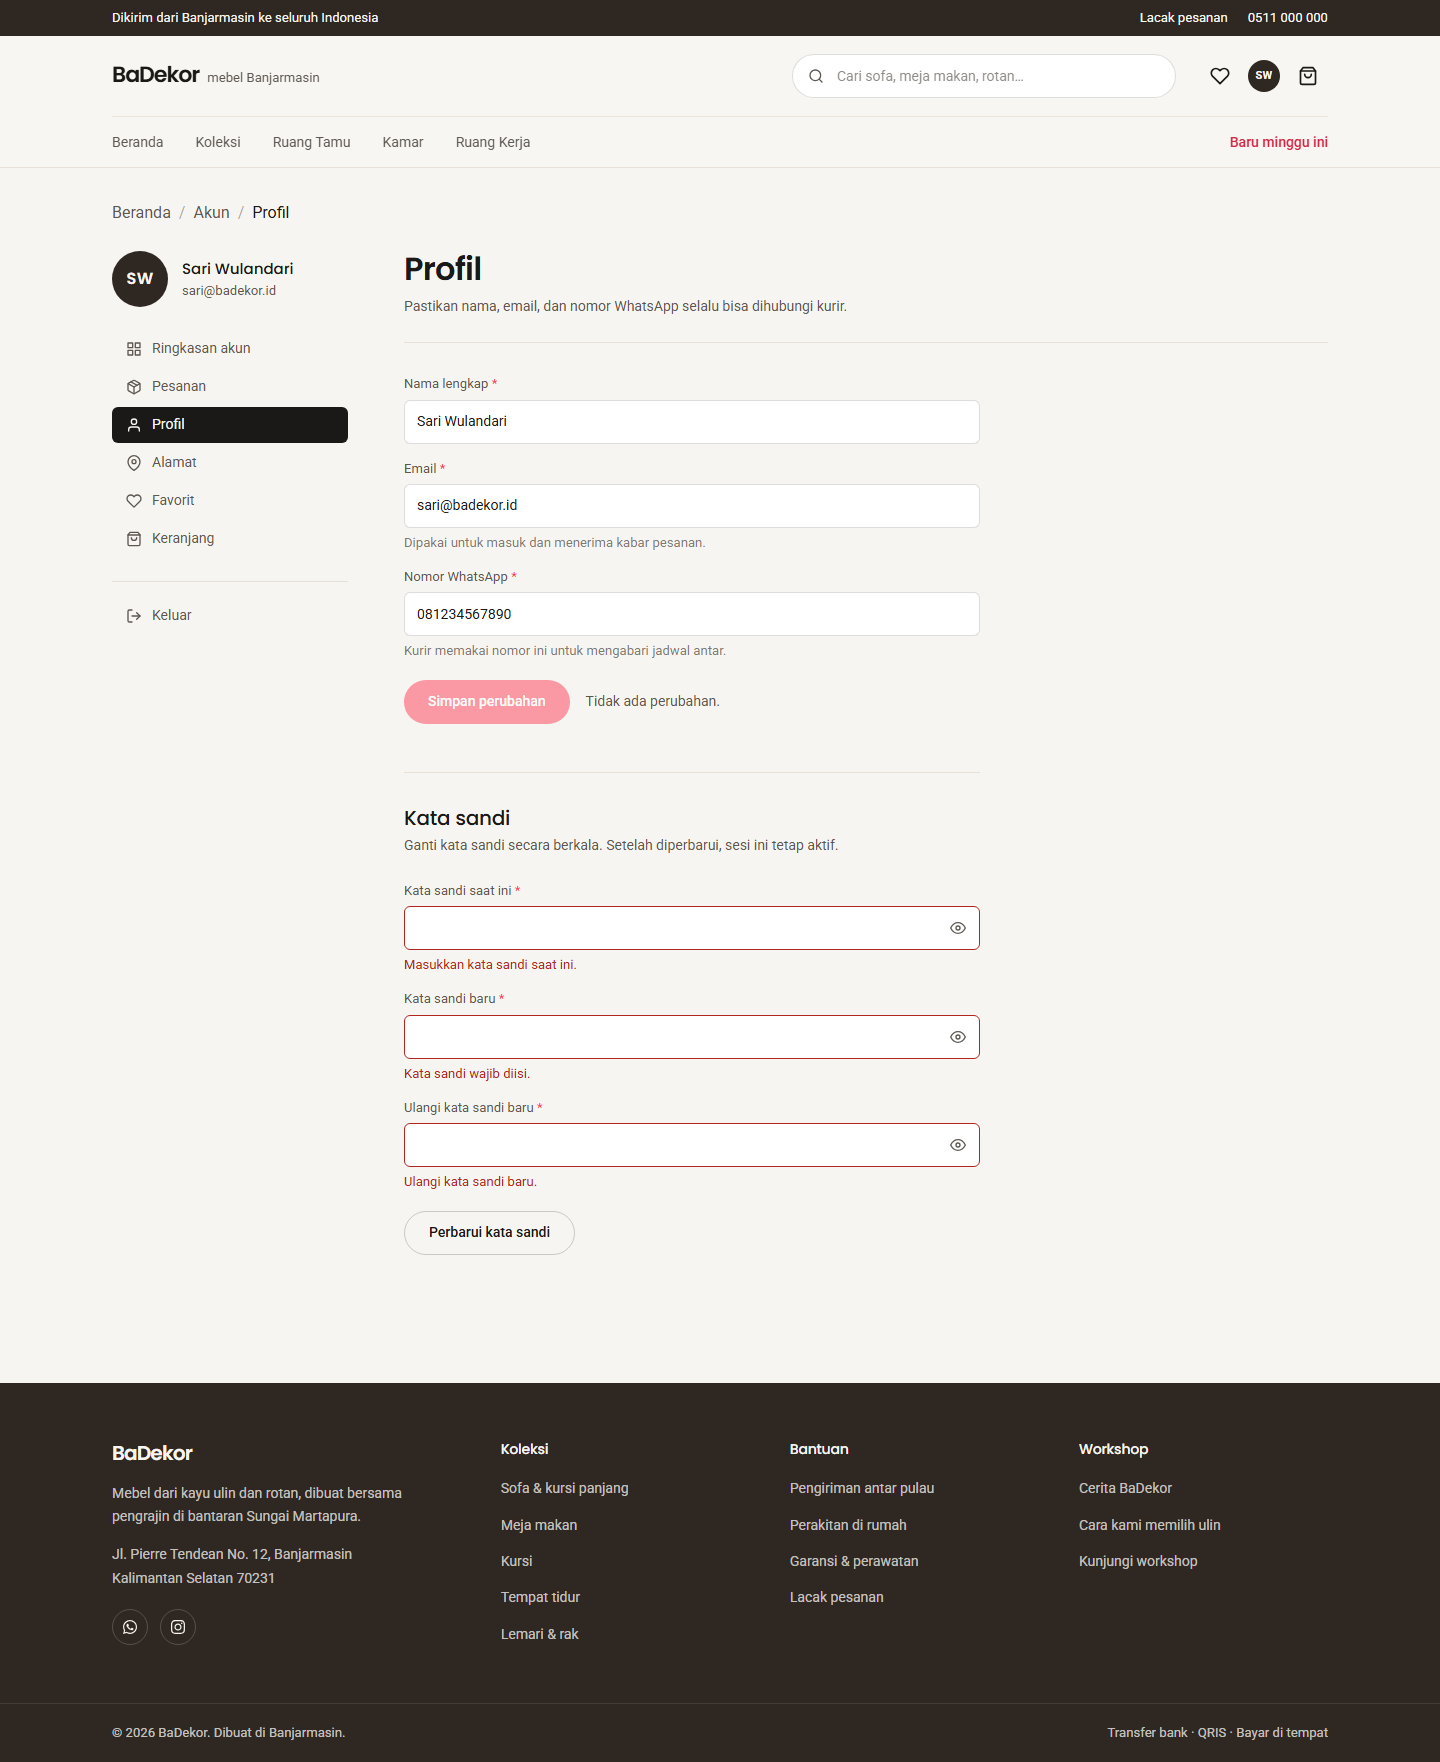 Dikirim dari Banjarmasin ke seluruh Indonesia
Lacak pesanan
0511 000 000
BaDekor mebel Banjarmasin
Cari sofa, meja makan, rotan...
SW
Beranda
Koleksi
Ruang Tamu
Kamar
Ruang Kerja
Baru minggu ini
Beranda / Akun / Profil
SW
Sari Wulandari
sari@badekor.id
Ringkasan akun
Pesanan
Profil
Alamat
Favorit
Keranjang
Keluar
Profil
Pastikan nama, email, dan nomor WhatsApp selalu bisa dihubungi kurir.
Nama lengkap *
Sari Wulandari
Email *
sari@badekor.id
Dipakai untuk masuk dan menerima kabar pesanan.
Nomor WhatsApp *
081234567890
Kurir memakai nomor ini untuk mengabari jadwal antar.
Simpan perubahan
Tidak ada perubahan.
Kata sandi
Ganti kata sandi secara berkala. Setelah diperbarui, sesi ini tetap aktif.
Kata sandi saat ini *
Masukkan kata sandi saat ini.
Kata sandi baru *
Kata sandi wajib diisi.
Ulangi kata sandi baru *
Ulangi kata sandi baru.
Perbarui kata sandi
BaDekor
Mebel dari kayu ulin dan rotan, dibuat bersama
pengrajin di bantaran Sungai Martapura.
Jl. Pierre Tendean No. 12, Banjarmasin
Kalimantan Selatan 70231
Koleksi
Sofa & kursi panjang
Meja makan
Kursi
Tempat tidur
Lemari & rak
Bantuan
Pengiriman antar pulau
Perakitan di rumah
Garansi & perawatan
Lacak pesanan
Workshop
Cerita BaDekor
Cara kami memilih ulin
Kunjungi workshop
© 2026 BaDekor. Dibuat di Banjarmasin.
Transfer bank · QRIS · Bayar di tempat